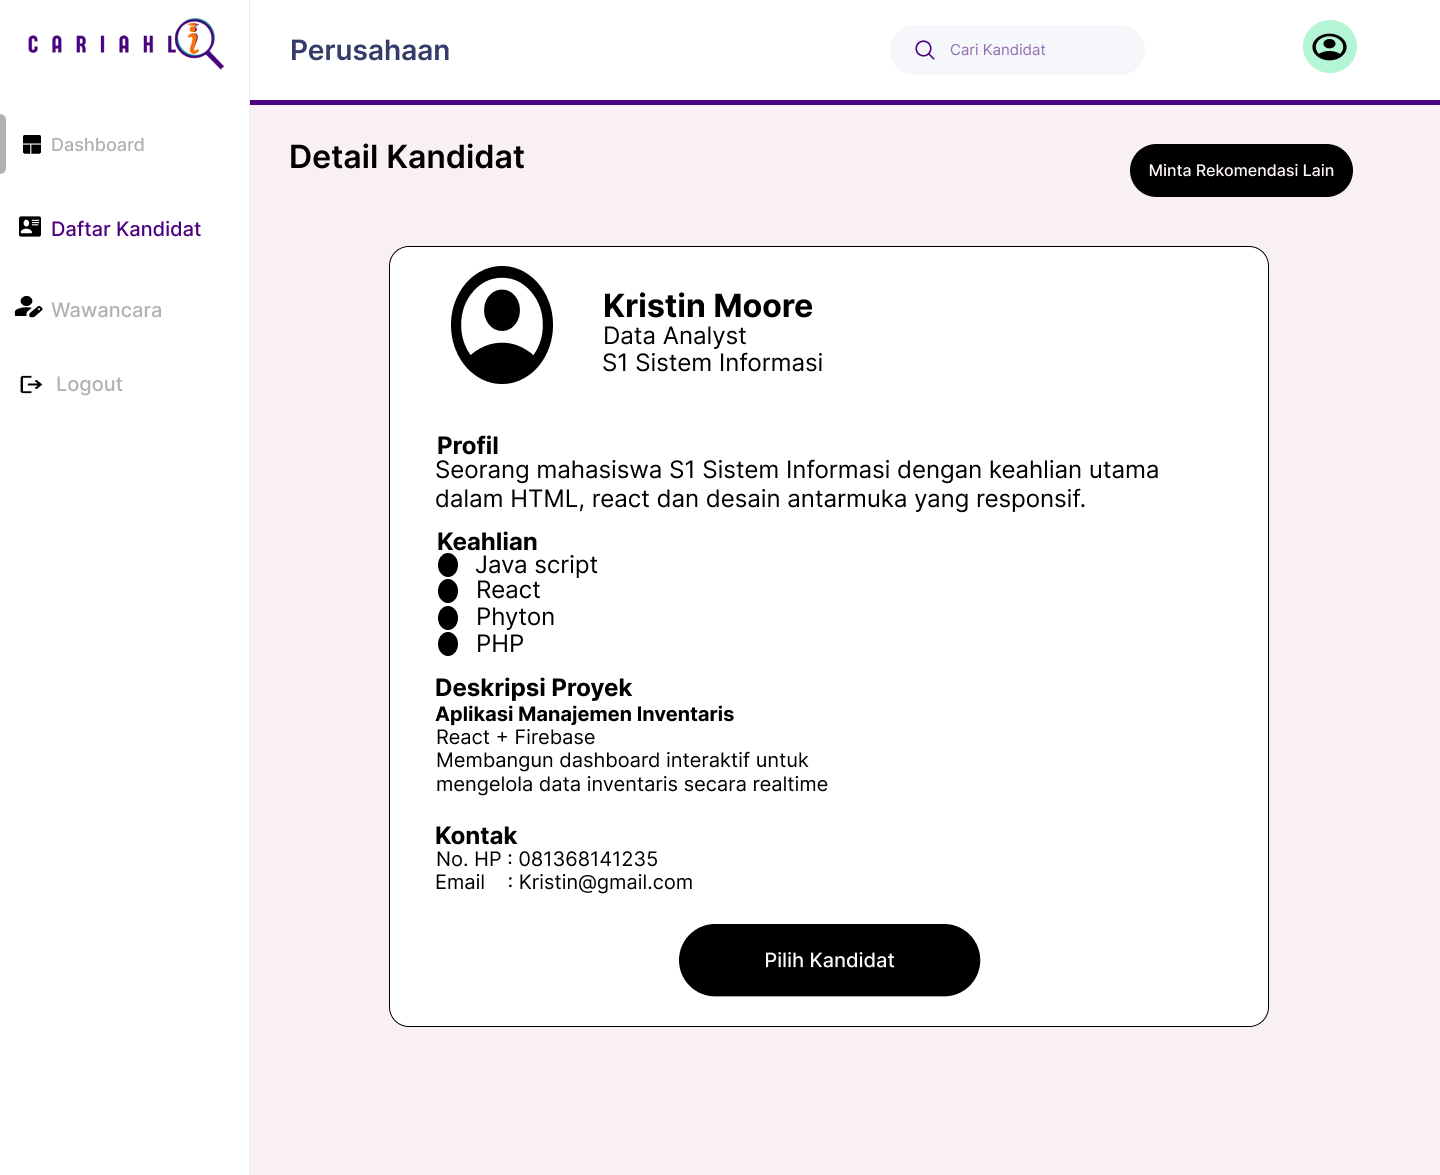 CARIAHLi
Perusahaan
Cari Kandidat
Dashboard
Daftar Kandidat
Wawancara
Logout
Detail Kandidat
Minta Rekomendasi Lain
Kristin Moore
Data Analyst
S1 Sistem Informasi
Profil
Seorang mahasiswa S1 Sistem Informasi dengan keahlian utama
dalam HTML, react dan desain antarmuka yang responsif.
Keahlian
Java script
React
Phyton
PHP
Deskripsi Proyek
Aplikasi Manajemen Inventaris
React + Firebase
Membangun dashboard interaktif untuk
mengelola data inventaris secara realtime
Kontak
No. HP : 081368141235
Email : Kristin@gmail.com
Pilih Kandidat